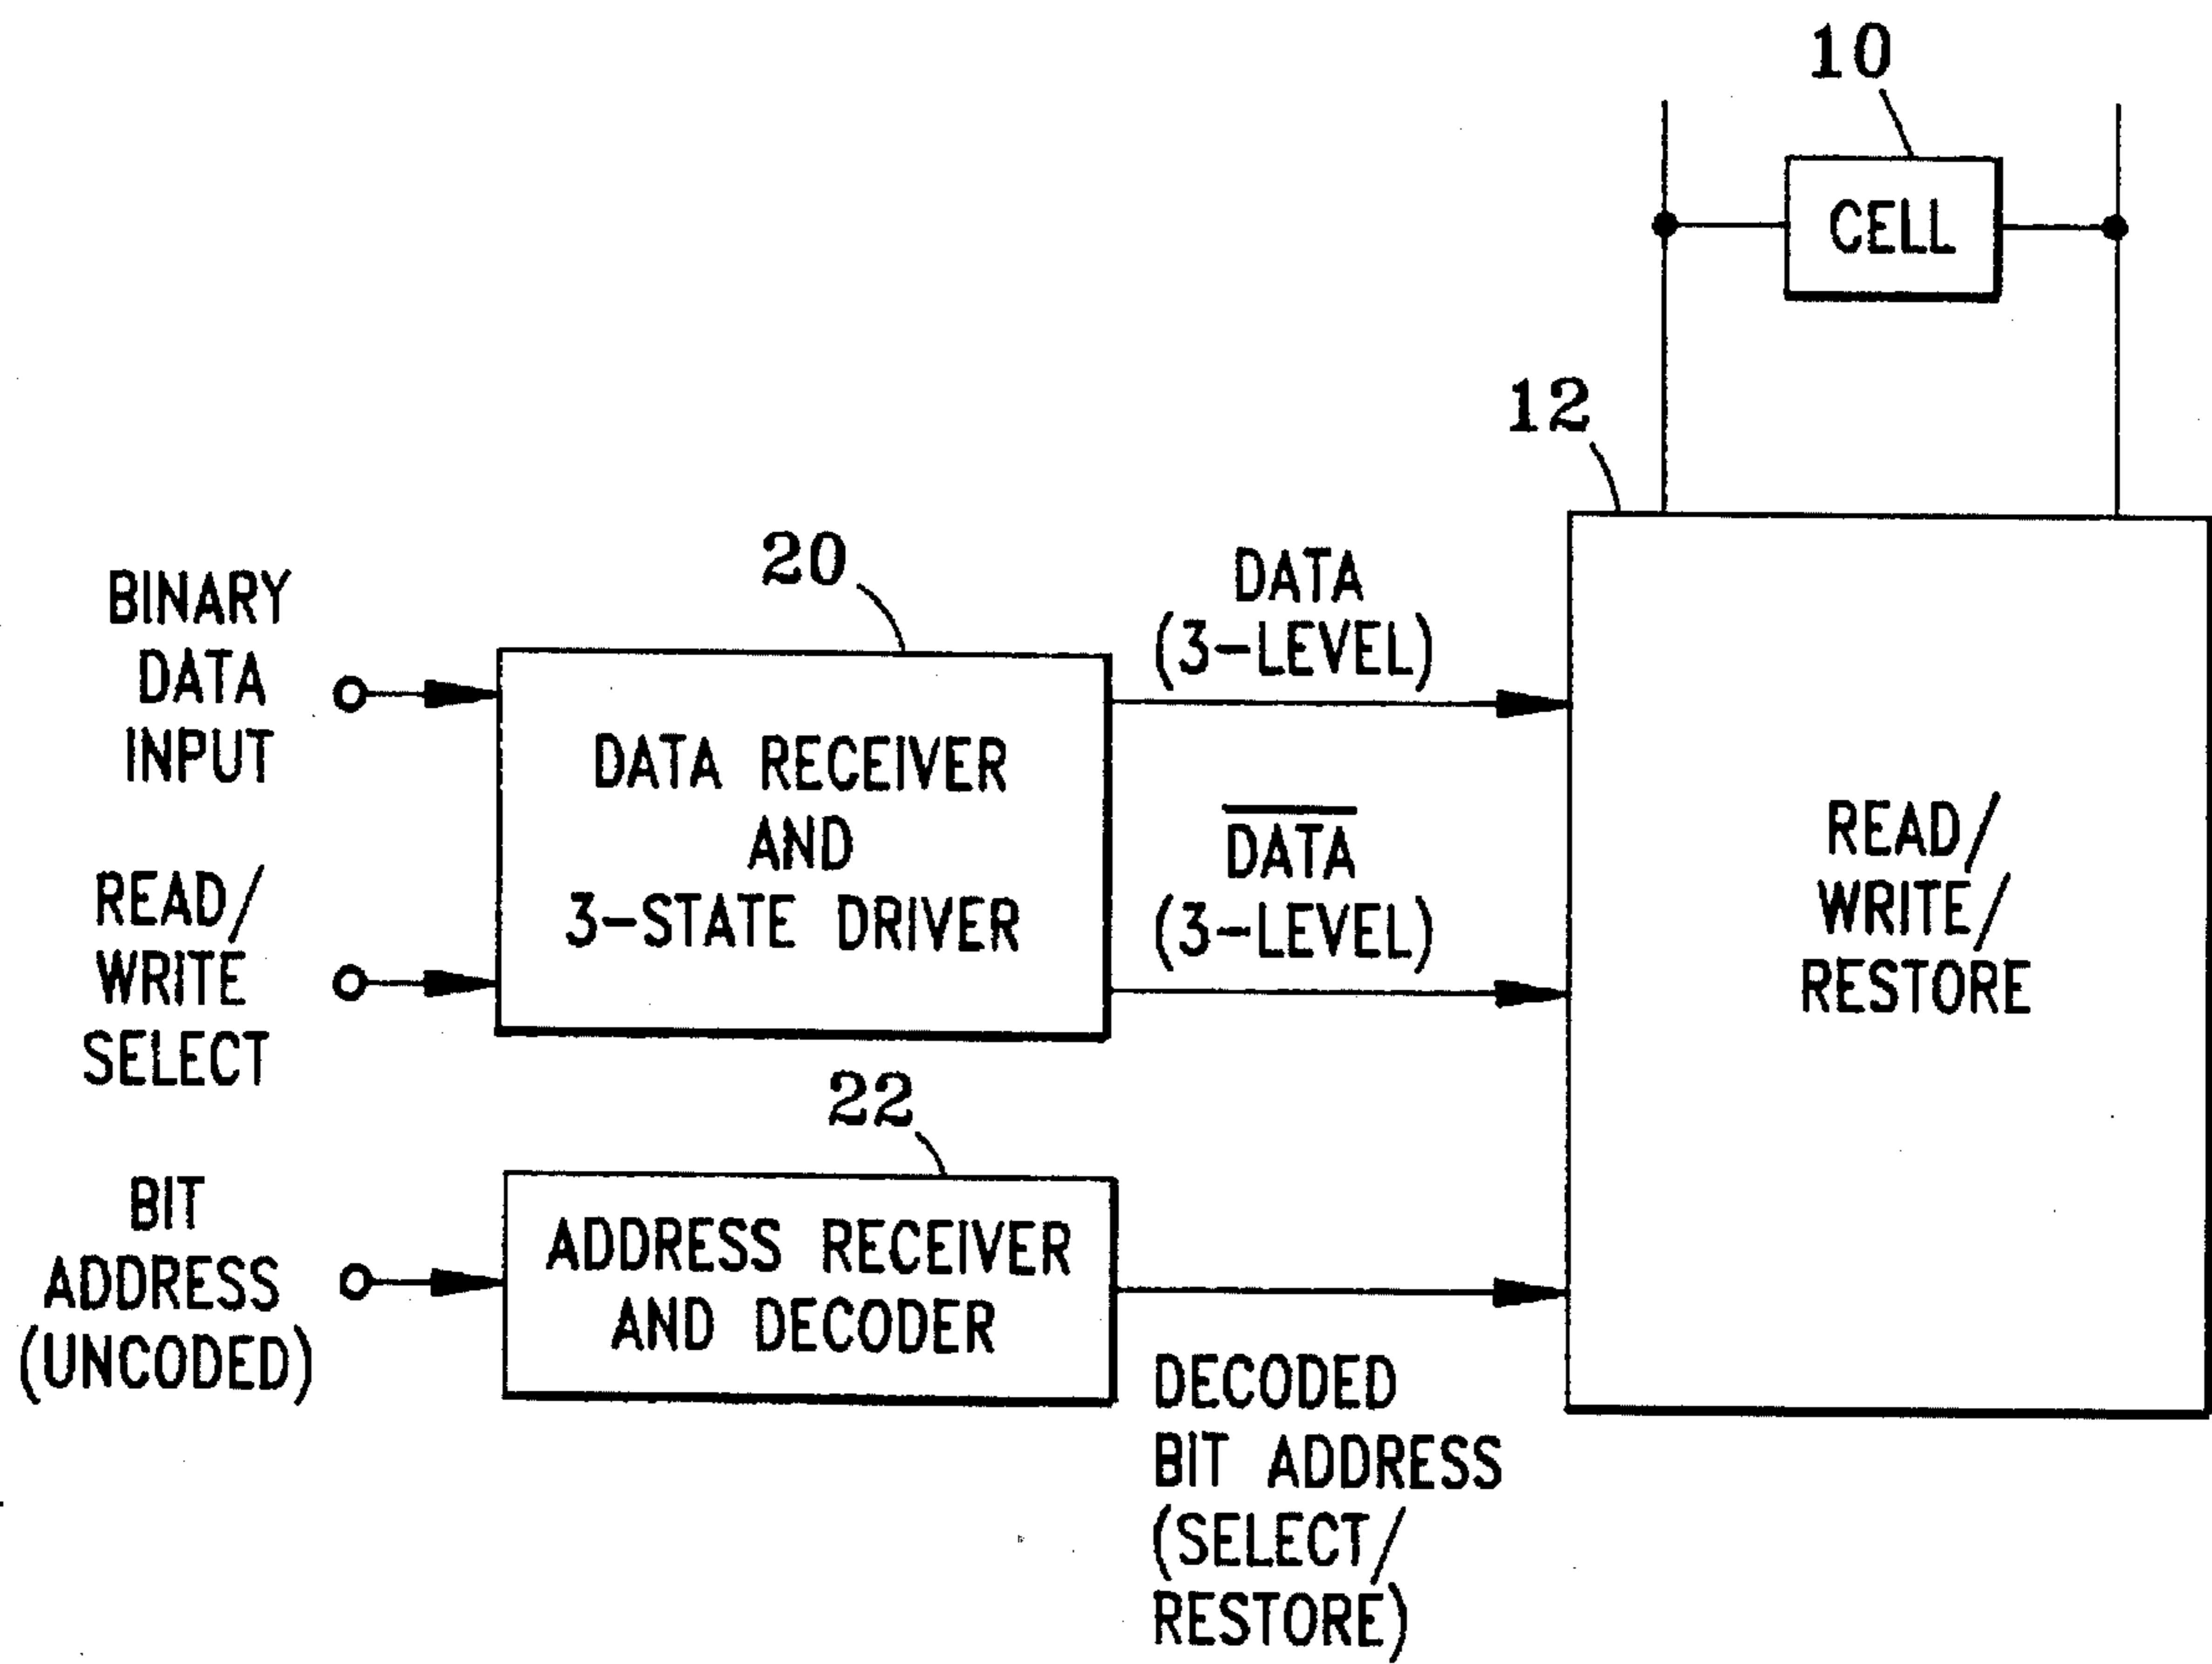 10
CELL
12
20
BINARY
DATA
INPUT
READ/
WRITE
SELECT
DATA RECEIVER
AND
3-STATE DRIVER
DATA
(3-LEVEL)
D̅A̅T̅A̅
(3-LEVEL)
READ/
WRITE/
RESTORE
22
BIT
ADDRESS
(UNCODED)
ADDRESS RECEIVER
AND DECODER
DECODED
BIT ADDRESS
(SELECT/
RESTORE)